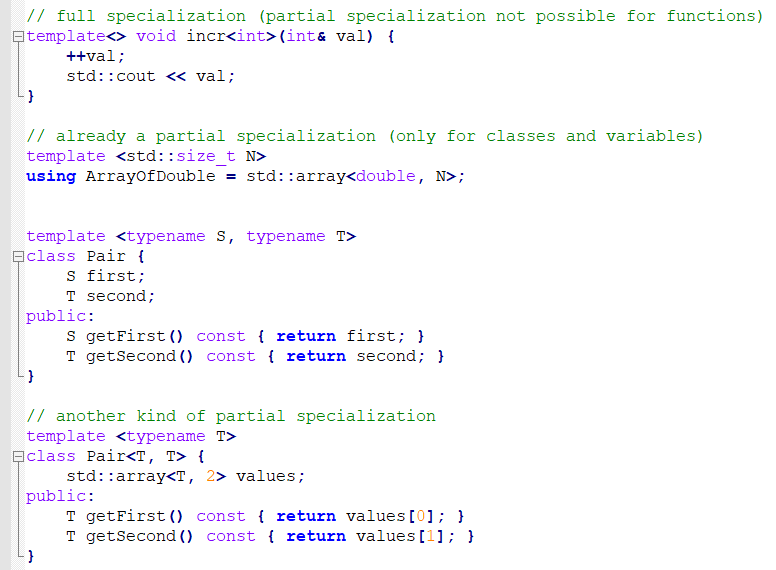 // full specialization (partial specialization not possible for functions)
template<> void incr<int>(int& val) {
    ++val;
    std::cout << val;
}

// already a partial specialization (only for classes and variables)
template <std::size_t N>
using ArrayOfDouble = std::array<double, N>;


template <typename S, typename T>
class Pair {
    S first;
    T second;
public:
    S getFirst() const { return first; }
    T getSecond() const { return second; }
}

// another kind of partial specialization
template <typename T>
class Pair<T, T> {
    std::array<T, 2> values;
public:
    T getFirst() const { return values[0]; }
    T getSecond() const { return values[1]; }
}